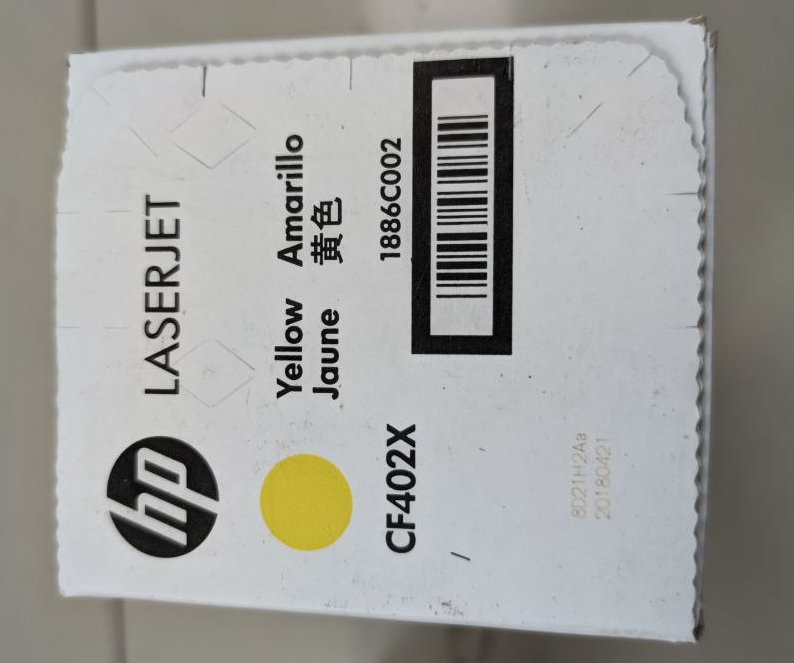 hp LASERJET
Yellow Amarillo
Jaune 黄色
CF402X
1886C002
8021H2Aa
20180421